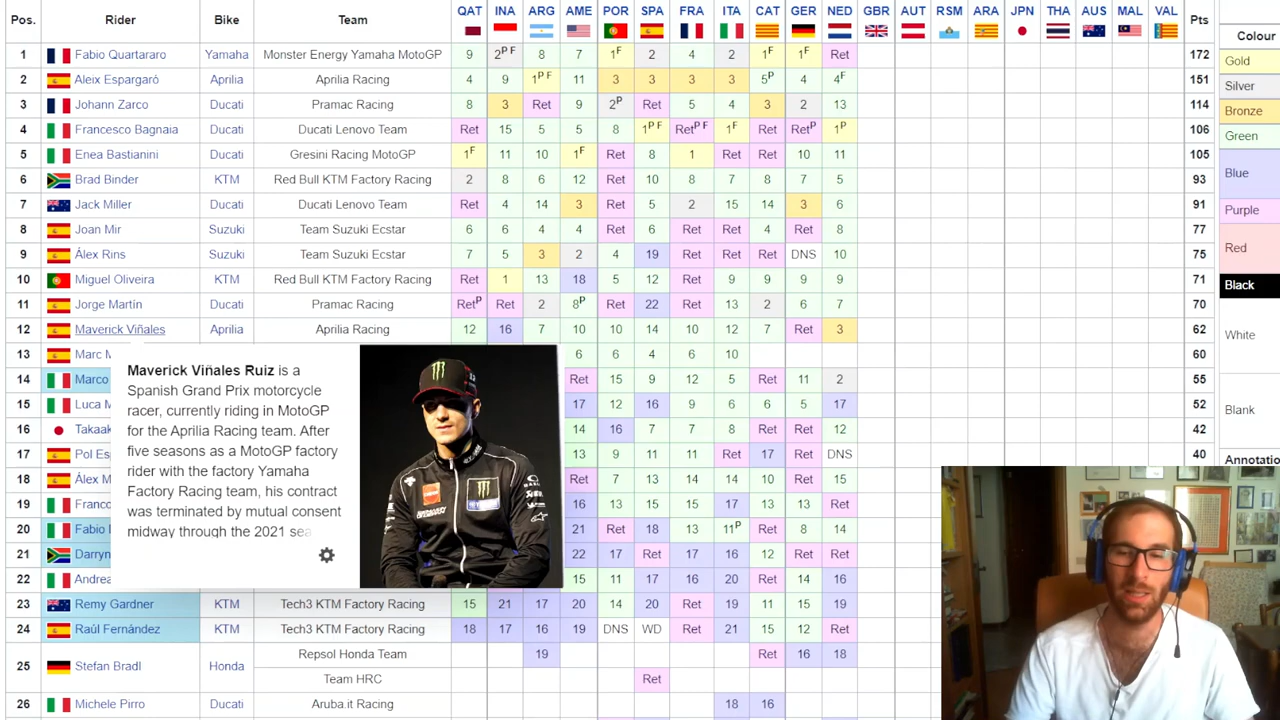 Pos. Rider Bike Team QAT INA ARG AME POR SPA FRA ITA CAT GER NED GBR AUT RSM ARA JPN THA AUS MAL VAL Pts Colour
1 Fabio Quartararo Yamaha Monster Energy Yamaha MotoGP 9 2P F 8 7 1F 2 4 2 1F 1F Ret 172 Gold
2 Aleix Espargaró Aprilia Aprilia Racing 4 9 1P F 11 3 3 3 3 5P 4 4F 151 Silver
3 Johann Zarco Ducati Pramac Racing 8 3 Ret 9 2P Ret 5 4 3 2 13 114 Bronze
4 Francesco Bagnaia Ducati Ducati Lenovo Team Ret 15 5 5 8 1P F RetP F 1F Ret RetP 1P 106 Green
5 Enea Bastianini Ducati Gresini Racing MotoGP 1F 11 10 1F Ret 8 1 Ret Ret 10 11 105
6 Brad Binder KTM Red Bull KTM Factory Racing 2 8 6 12 Ret 10 8 7 8 7 5 93 Blue
7 Jack Miller Ducati Ducati Lenovo Team Ret 4 14 3 Ret 5 2 15 14 3 6 91 Purple
8 Joan Mir Suzuki Team Suzuki Ecstar 6 6 4 4 Ret 6 Ret Ret 4 Ret 8 77
9 Álex Rins Suzuki Team Suzuki Ecstar 7 5 3 2 4 19 Ret Ret Ret DNS 10 75 Red
10 Miguel Oliveira KTM Red Bull KTM Factory Racing Ret 1 13 18 5 12 Ret 9 9 9 9 71
11 Jorge Martín Ducati Pramac Racing RetP Ret 2 8P Ret 22 Ret 13 2 6 7 70 Black
12 Maverick Viñales Aprilia Aprilia Racing 12 16 7 10 10 14 10 12 7 Ret 3 62 White
13 Marc M 6 6 4 6 10 60
14 Marco Ret 15 9 12 5 Ret 11 2 55
15 Luca M 17 12 16 9 6 6 5 17 52 Blank
16 Takaak 14 16 7 7 8 Ret Ret 12 42
17 Pol Es 13 9 11 11 Ret 17 Ret DNS 40 Annotatio
18 Álex M Ret 7 13 14 14 10 Ret 15
19 Franco 16 13 15 15 17 13 13 Ret
20 Fabio 21 Ret 18 13 11P Ret 8 14
21 Darryn 22 17 Ret 17 16 12 Ret Ret
22 Andrea 15 11 17 16 20 Ret 14 16
23 Remy Gardner KTM Tech3 KTM Factory Racing 15 21 17 20 14 20 Ret 19 11 15 19
24 Raúl Fernández KTM Tech3 KTM Factory Racing 18 17 16 19 DNS WD Ret 21 15 12 Ret
25 Stefan Bradl Honda Repsol Honda Team 19 Ret 16 18
Team HRC Ret
26 Michele Pirro Ducati Aruba.it Racing 18 16
Maverick Viñales Ruiz is a
Spanish Grand Prix motorcycle
racer, currently riding in MotoGP
for the Aprilia Racing team. After
five seasons as a MotoGP factory
rider with the factory Yamaha
Factory Racing team, his contract
was terminated by mutual consent
midway through the 2021 sea